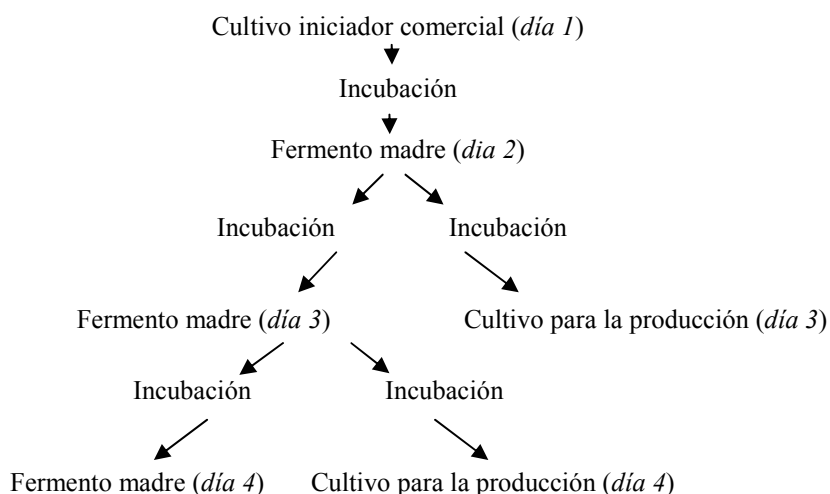 Cultivo iniciador comercial (día 1)
Incubación
Fermento madre (dia 2)
Incubación Incubación
Fermento madre (día 3) Cultivo para la producción (día 3)
Incubación Incubación
Fermento madre (día 4) Cultivo para la producción (día 4)